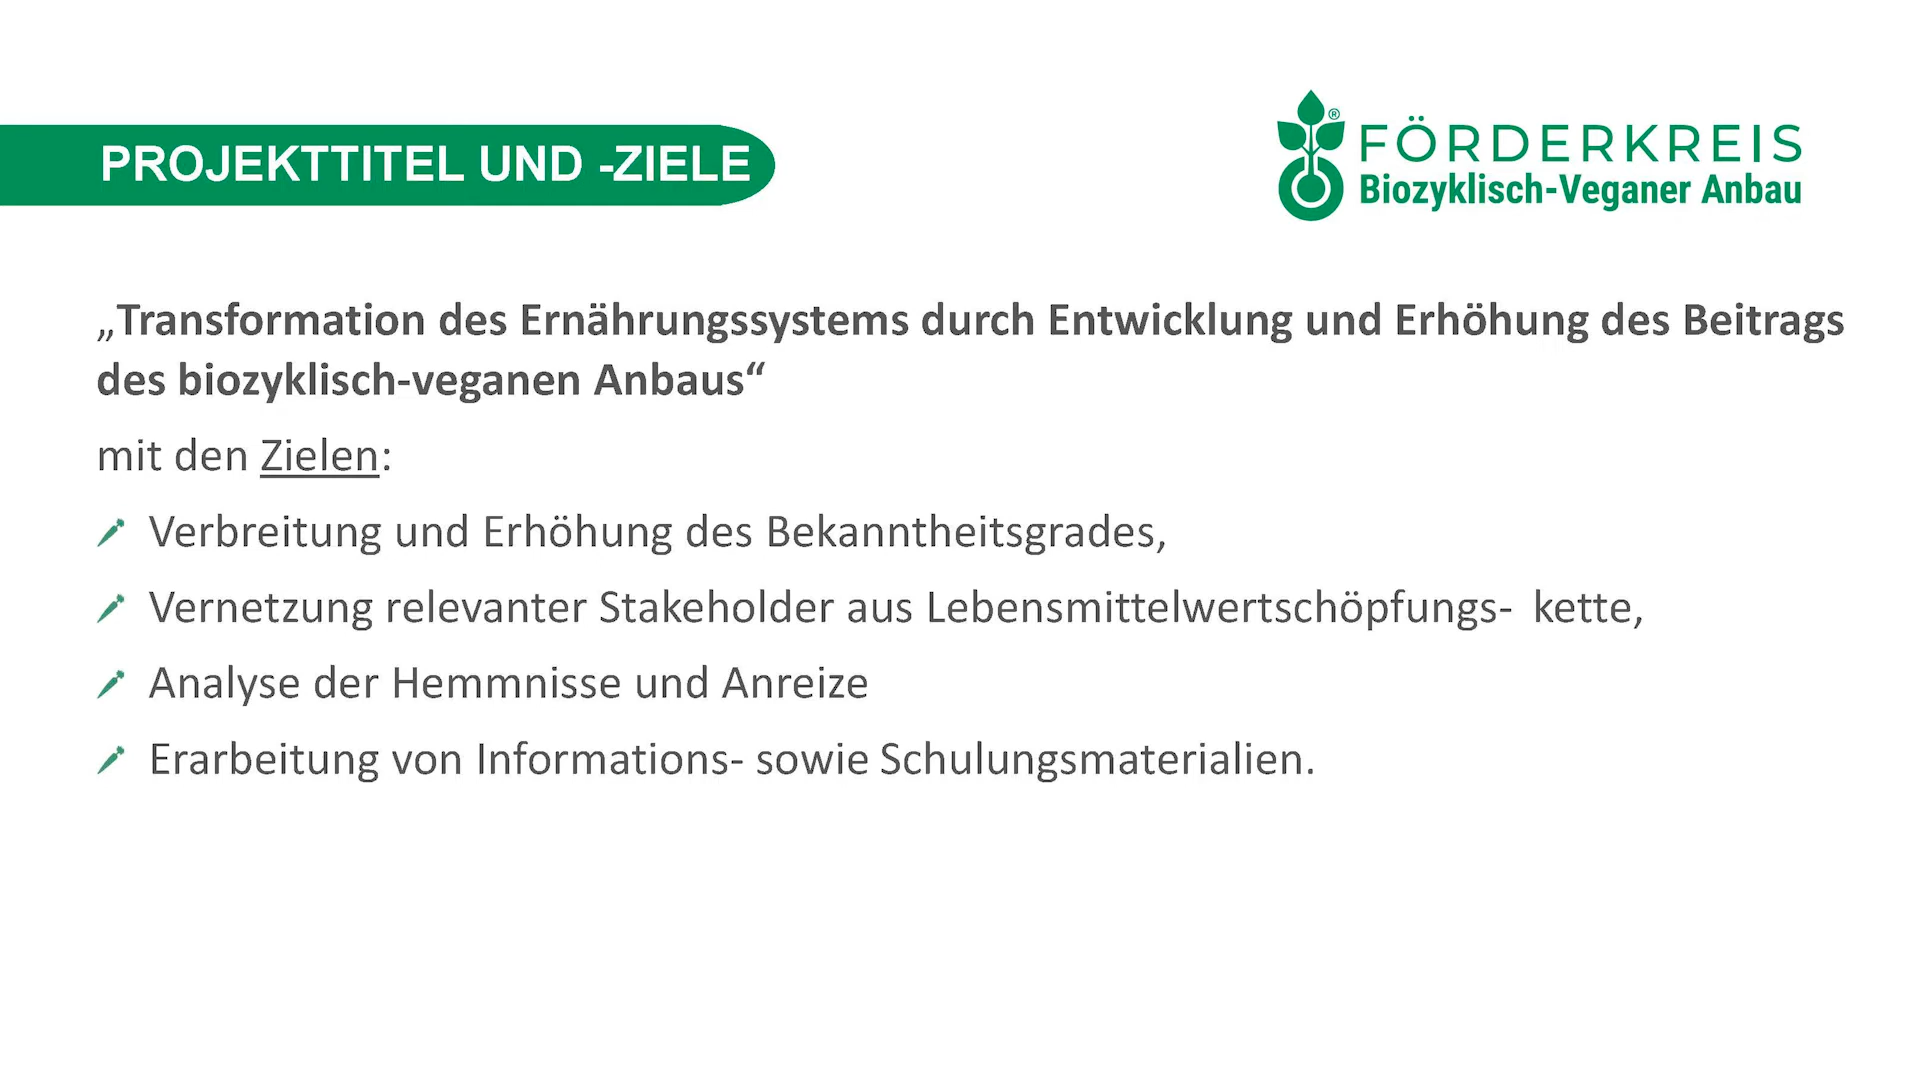 PROJEKTTITEL UND -ZIELE
®
FÖRDERKREIS
Biozyklisch-Veganer Anbau
„Transformation des Ernährungssystems durch Entwicklung und Erhöhung des Beitrags
des biozyklisch-veganen Anbaus“
mit den Zielen:
Verbreitung und Erhöhung des Bekanntheitsgrades,
Vernetzung relevanter Stakeholder aus Lebensmittelwertschöpfungs- kette,
Analyse der Hemmnisse und Anreize
Erarbeitung von Informations- sowie Schulungsmaterialien.